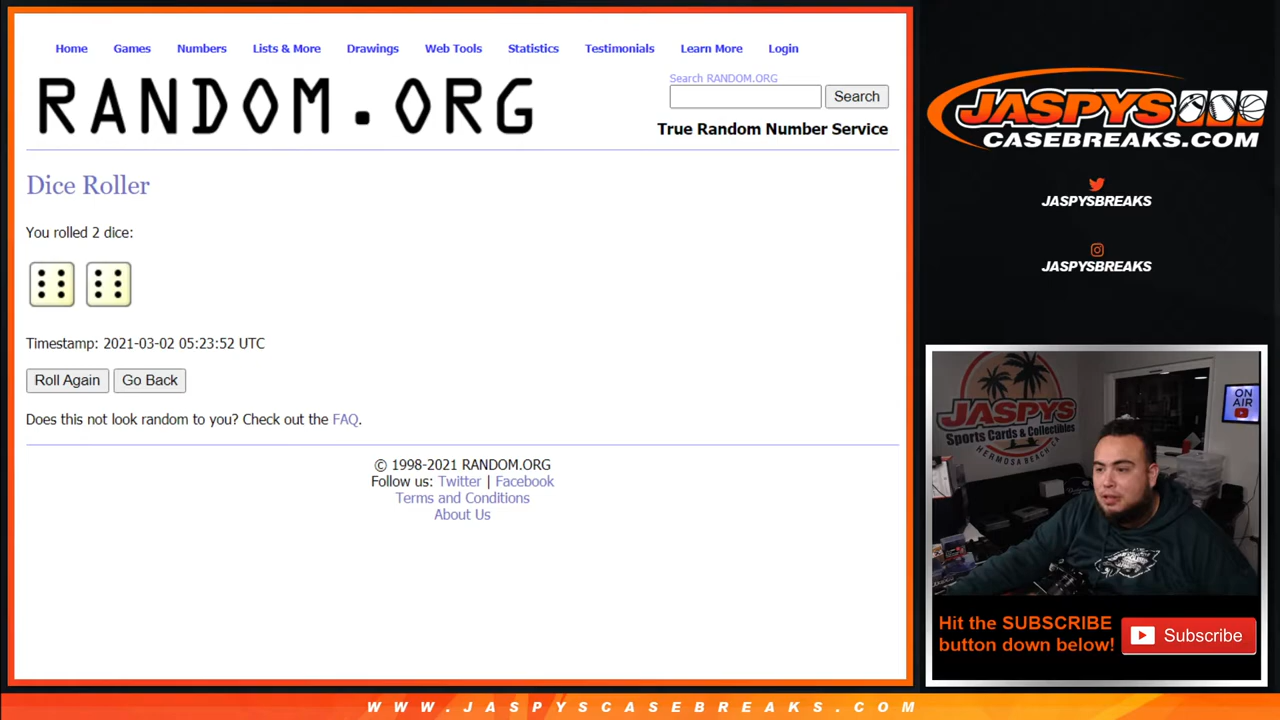 Home Games Numbers Lists & More Drawings Web Tools Statistics Testimonials Learn More Login
RANDOM.ORG
Search RANDOM.ORG
Search
True Random Number Service
Dice Roller
You rolled 2 dice:
Timestamp: 2021-03-02 05:23:52 UTC
Roll Again Go Back
Does this not look random to you? Check out the FAQ.
© 1998-2021 RANDOM.ORG
Follow us: Twitter | Facebook
Terms and Conditions
About Us
JASPYS
CASEBREAKS.COM
JASPYSBREAKS
JASPYSBREAKS
JASPYS
Sports Cards & Collectibles
HERMOSA BEACH CA
ON
AIR
Hit the SUBSCRIBE
button down below!
Subscribe
WWW.JASPYSCASEBREAKS.COM